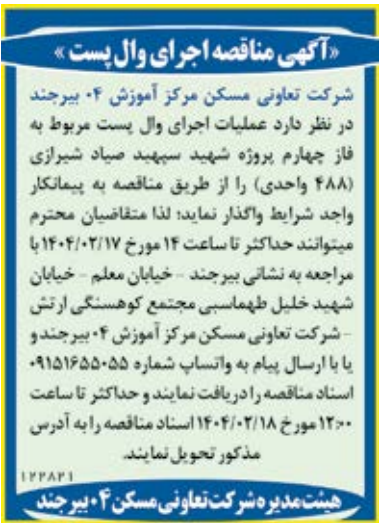 «آگهی مناقصه اجرای وال پست»
شرکت تعاونی مسکن مرکز آموزش ۰۴ بیرجند
در نظر دارد عملیات اجرای وال پست مربوط به
فاز چهارم پروژه شهید سپهبد صیاد شیرازی
(۴۸۸ واحدی) را از طریق مناقصه به پیمانکار
واجد شرایط واگذار نماید؛ لذا متقاضیان محترم
میتوانند حداکثر تا ساعت ۱۴ مورخ ۱۴۰۴/۰۲/۱۷ با
مراجعه به نشانی بیرجند - خیابان معلم - خیابان
شهید خلیل طهماسبی مجتمع کوهسنگی ارتش
- شرکت تعاونی مسکن مرکز آموزش ۰۴ بیرجند و
یا با ارسال پیام به واتساپ شماره ۰۹۱۵۱۶۵۵۰۵۵
اسناد مناقصه را دریافت نمایند و حداکثر تا ساعت
۱۲:۰۰ مورخ ۱۴۰۴/۰۲/۱۸ اسناد مناقصه را به آدرس
مذکور تحویل نمایند.
۱۲۲۸۲۱
هیئت مدیره شرکت تعاونی مسکن ۰۴ بیرجند